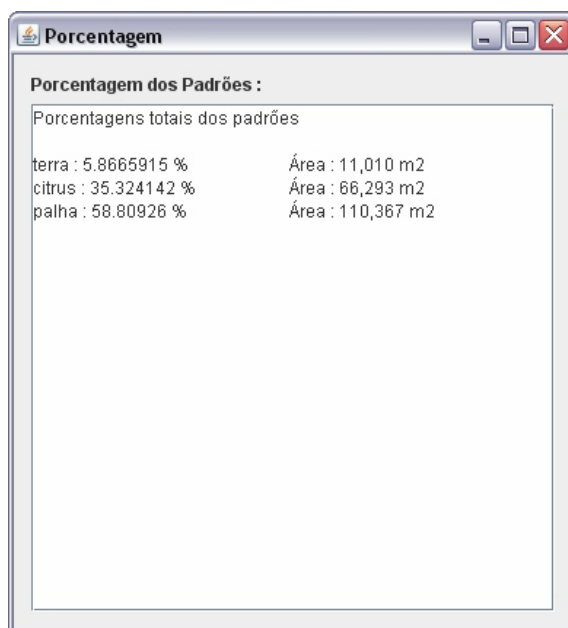 Porcentagem
Porcentagem dos Padrões :
Porcentagens totais dos padrões
terra : 5.8665915 % Área : 11,010 m2
citrus : 35.324142 % Área : 66,293 m2
palha : 58.80926 % Área : 110,367 m2